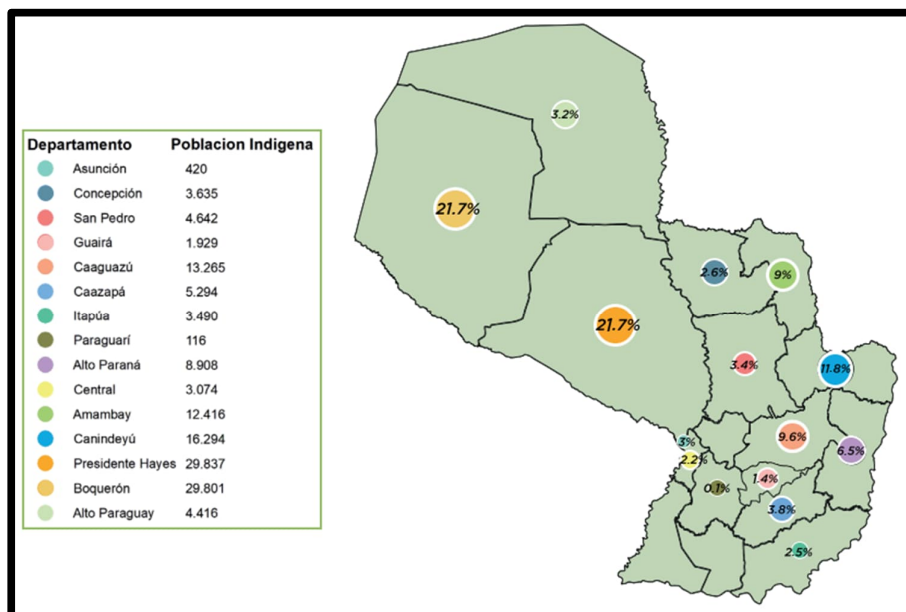 Departamento Poblacion Indigena
Asunción 420
Concepción 3.635
San Pedro 4.642
Guairá 1.929
Caaguazú 13.265
Caazapá 5.294
Itapúa 3.490
Paraguarí 116
Alto Paraná 8.908
Central 3.074
Amambay 12.416
Canindeyú 16.294
Presidente Hayes 29.837
Boquerón 29.801
Alto Paraguay 4.416
3.2%
21.7%
2.6%
9%
21.7%
3.4%
11.8%
3%
9.6%
2.2%
6.5%
1.4%
0.1%
3.8%
2.5%